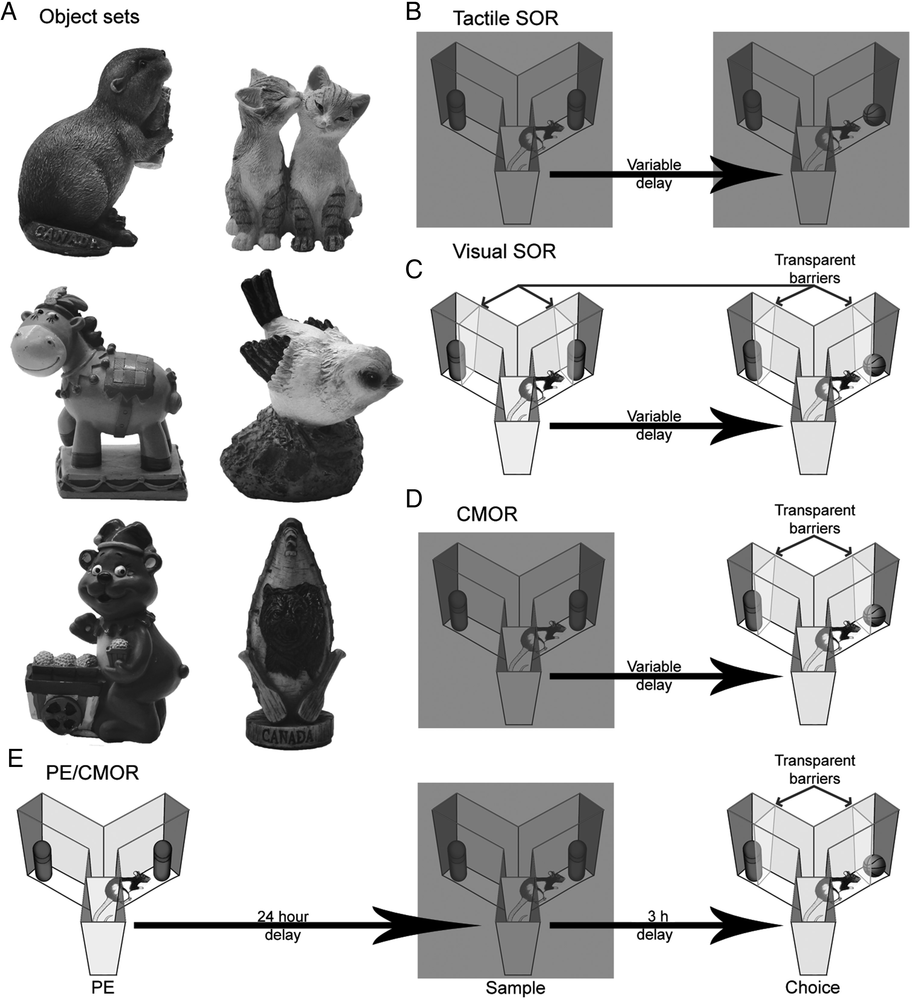 A
Object sets
CANADA
CANADA
B
Tactile SOR
Variable
delay
C
Visual SOR
Transparent
barriers
Variable
delay
D
CMOR
Transparent
barriers
Variable
delay
E
PE/CMOR
Transparent
barriers
24 hour
delay
3 h
delay
PE
Sample
Choice